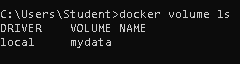 C:\Users\Student>docker volume ls
DRIVER    VOLUME NAME
local     mydata